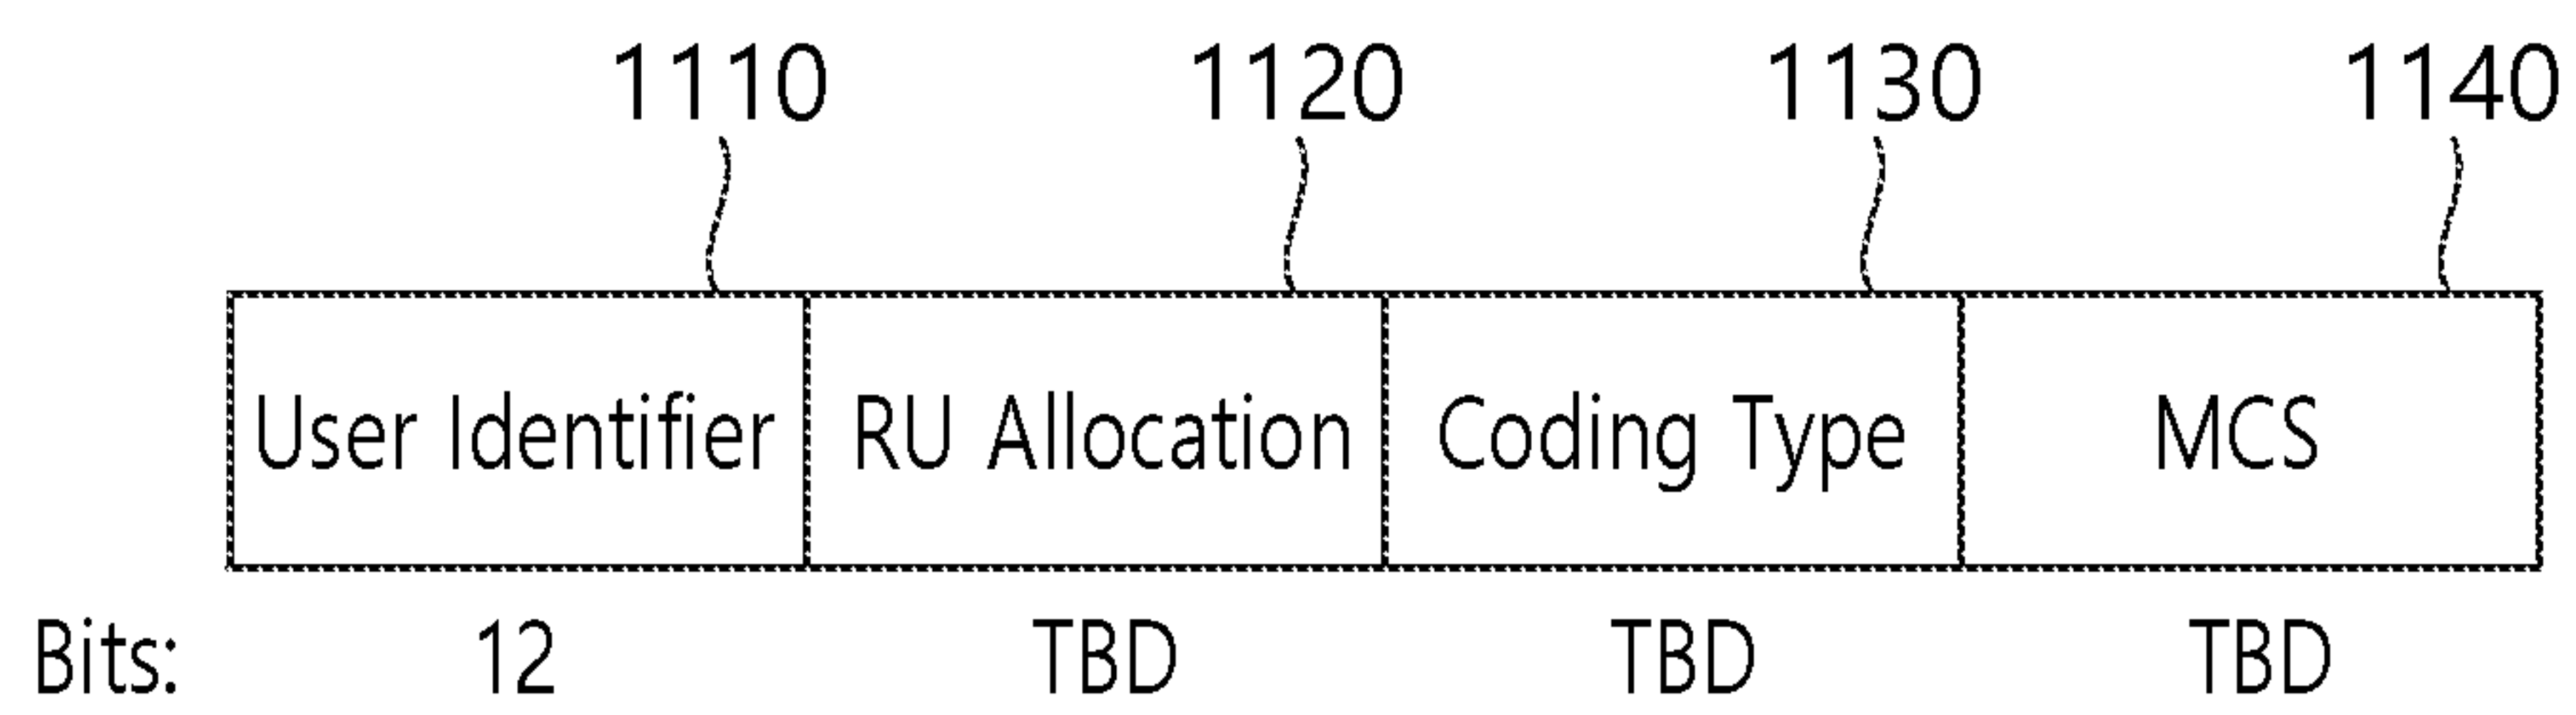 1110 1120 1130 1140
User Identifier RU Allocation Coding Type MCS
Bits: 12 TBD TBD TBD